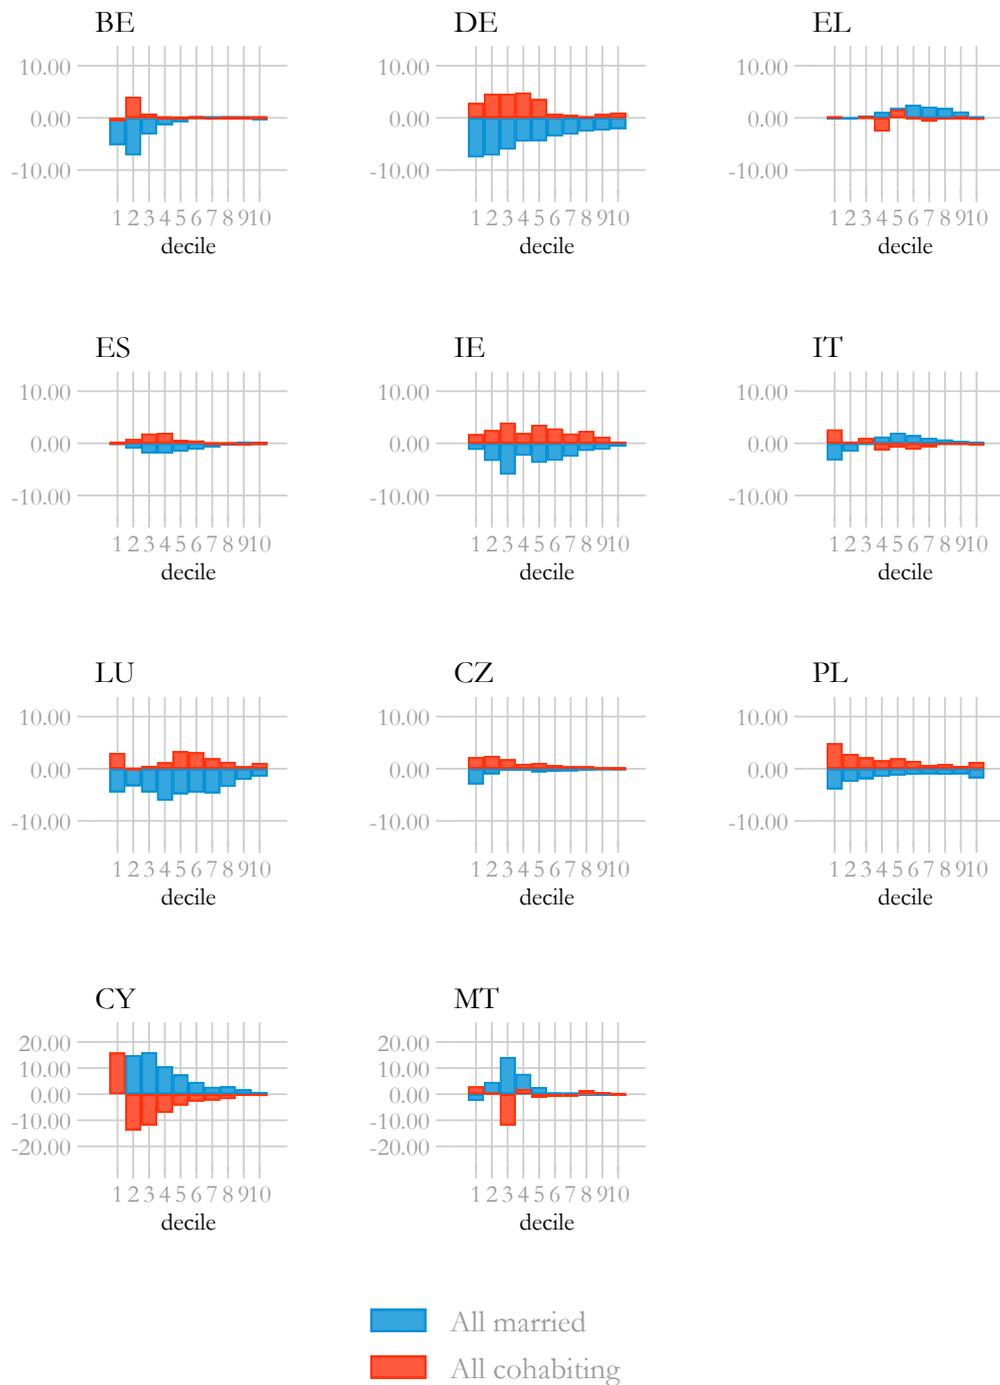 BE DE EL
10.00 10.00 10.00
0.00 0.00 0.00
-10.00 -10.00 -10.00
1 2 3 4 5 6 7 8 9 10 1 2 3 4 5 6 7 8 9 10 1 2 3 4 5 6 7 8 9 10
decile decile decile
ES IE IT
10.00 10.00 10.00
0.00 0.00 0.00
-10.00 -10.00 -10.00
1 2 3 4 5 6 7 8 9 10 1 2 3 4 5 6 7 8 9 10 1 2 3 4 5 6 7 8 9 10
decile decile decile
LU CZ PL
10.00 10.00 10.00
0.00 0.00 0.00
-10.00 -10.00 -10.00
1 2 3 4 5 6 7 8 9 10 1 2 3 4 5 6 7 8 9 10 1 2 3 4 5 6 7 8 9 10
decile decile decile
CY MT
20.00 20.00
10.00 10.00
0.00 0.00
-10.00 -10.00
-20.00 -20.00
1 2 3 4 5 6 7 8 9 10 1 2 3 4 5 6 7 8 9 10
decile decile
All married
All cohabiting